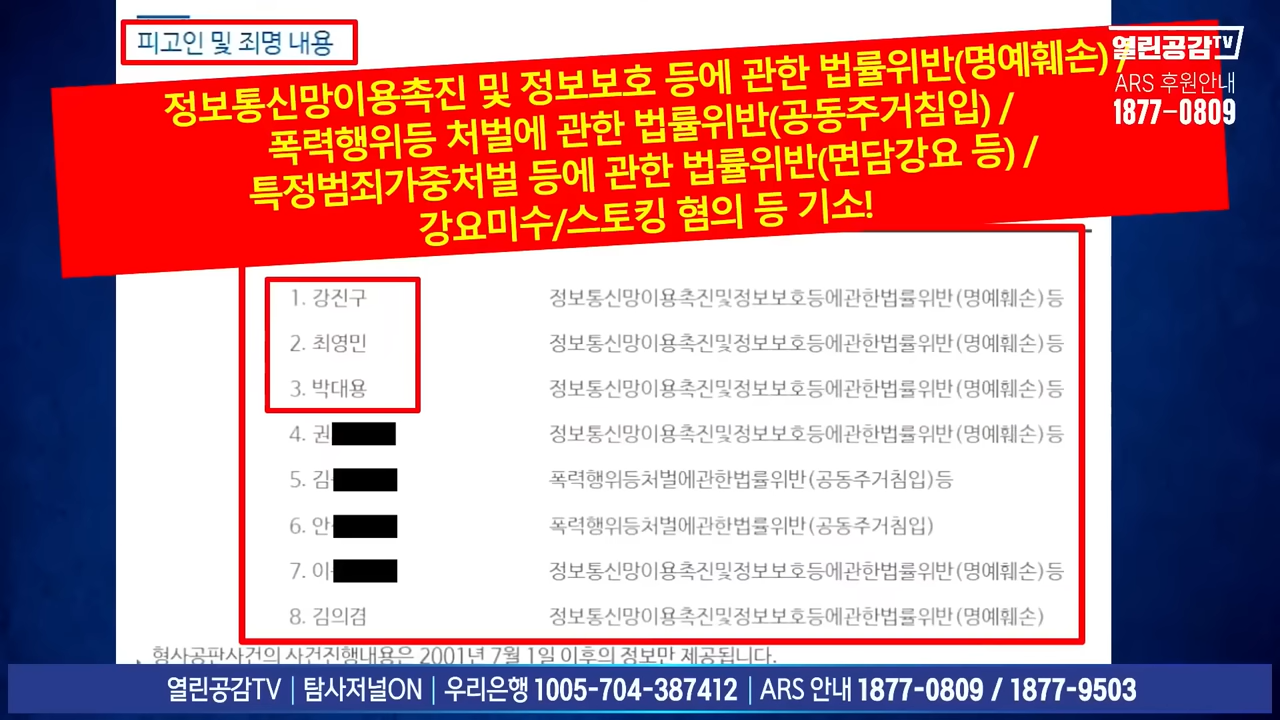 피고인 및 죄명 내용
열린공감TV
ARS 후원안내
1877-0809
정보통신망이용촉진 및 정보보호 등에 관한 법률위반(명예훼손) /
폭력행위등 처벌에 관한 법률위반(공동주거침입) /
특정범죄가중처벌 등에 관한 법률위반(면담강요 등) /
강요미수/스토킹 혐의 등 기소!
1. 강진구 정보통신망이용촉진및정보보호등에관한법률위반(명예훼손)등
2. 최영민 정보통신망이용촉진및정보보호등에관한법률위반(명예훼손)등
3. 박대용 정보통신망이용촉진및정보보호등에관한법률위반(명예훼손)등
4. 권 정보통신망이용촉진및정보보호등에관한법률위반(명예훼손)등
5. 김 폭력행위등처벌에관한법률위반(공동주거침입)등
6. 안 폭력행위등처벌에관한법률위반(공동주거침입)
7. 이 정보통신망이용촉진및정보보호등에관한법률위반(명예훼손)등
8. 김의겸 정보통신망이용촉진및정보보호등에관한법률위반(명예훼손)
형사공판사건의 사건진행내용은 2001년 7월 1일 이후의 정보만 제공됩니다.
열린공감TV | 탐사저널ON | 우리은행 1005-704-387412 | ARS 안내 1877-0809 / 1877-9503